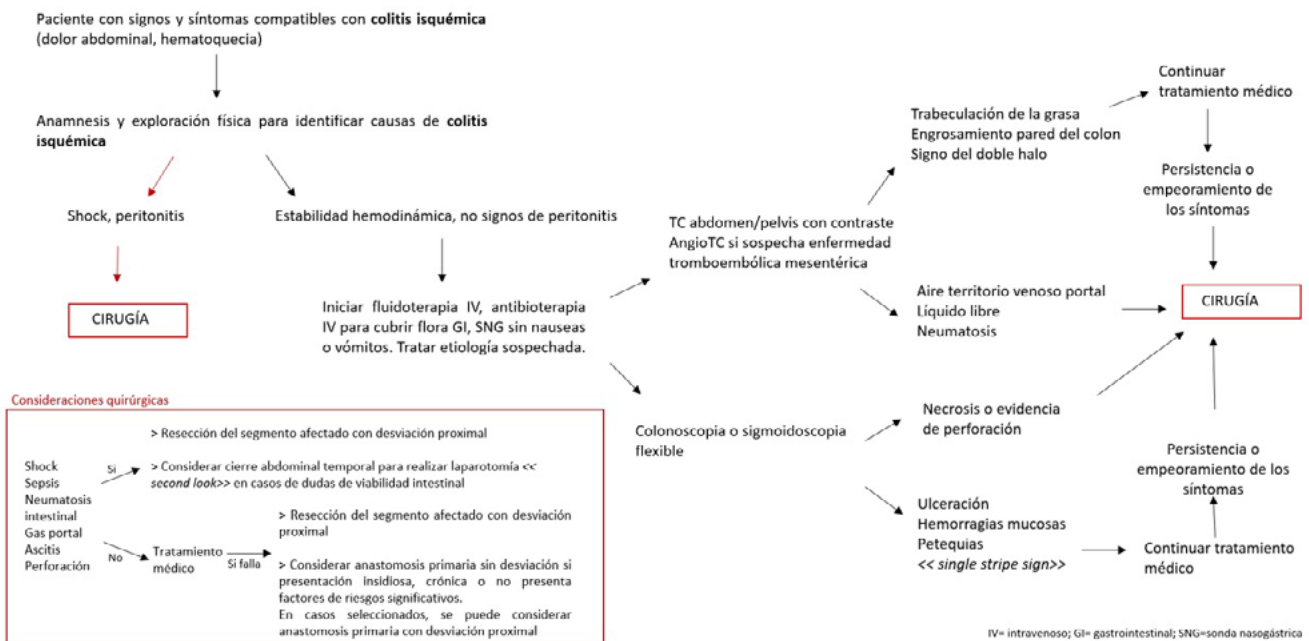 Paciente con signos y síntomas compatibles con colitis isquémica
(dolor abdominal, hematoquecia)
Anamnesis y exploración física para identificar causas de colitis
isquémica
Shock, peritonitis
CIRUGÍA
Estabilidad hemodinámica, no signos de peritonitis
Iniciar fluidoterapia IV, antibioterapia
IV para cubrir flora GI, SNG sin nauseas
o vómitos. Tratar etiología sospechada.
TC abdomen/pelvis con contraste
AngioTC si sospecha enfermedad
tromboembólica mesentérica
Trabeculación de la grasa
Engrosamiento pared del colon
Signo del doble halo
Continuar
tratamiento médico
Persistencia o
empeoramiento de
los síntomas
CIRUGÍA
Aire territorio venoso portal
Líquido libre
Neumatosis
Colonoscopia o sigmoidoscopia
flexible
Necrosis o evidencia
de perforación
Ulceración
Hemorragias mucosas
Petequias
<< single stripe sign>>
Continuar tratamiento
médico
Persistencia o
empeoramiento de los
síntomas
Consideraciones quirúrgicas
Shock
Sepsis
Neumatosis
intestinal
Gas portal
Ascitis
Perforación
Si
> Resección del segmento afectado con desviación proximal
> Considerar cierre abdominal temporal para realizar laparotomía <<
second look>> en casos de dudas de viabilidad intestinal
No
Tratamiento
médico
Si falla
> Resección del segmento afectado con desviación
proximal
> Considerar anastomosis primaria sin desviación si
presentación insidiosa, crónica o no presenta
factores de riesgos significativos.
En casos seleccionados, se puede considerar
anastomosis primaria con desviación proximal
IV= intravenoso; GI= gastrointestinal; SNG=sonda nasogástrica